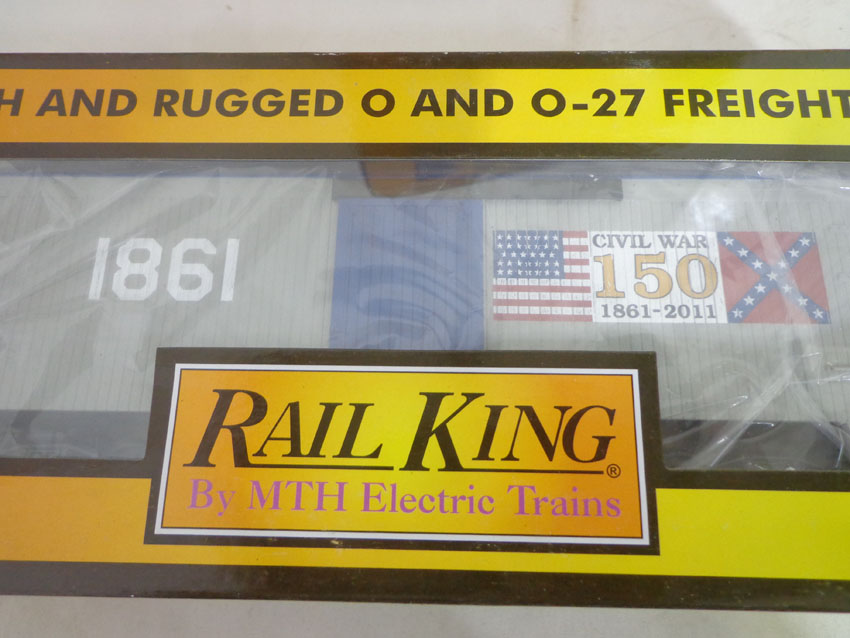 H AND RUGGED O AND O-27 FREIGHT
1861
CIVIL WAR
150
1861-2011
RAIL KING®
By MTH Electric Trains